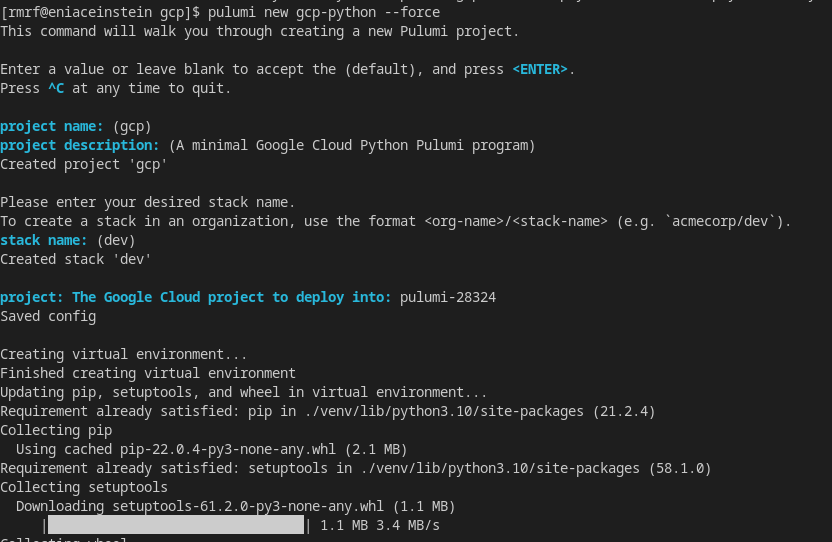 [rmrf@eniaceinstein gcp]$ pulumi new gcp-python --force
This command will walk you through creating a new Pulumi project.
Enter a value or leave blank to accept the (default), and press <ENTER>.
Press ^C at any time to quit.
project name: (gcp)
project description: (A minimal Google Cloud Python Pulumi program)
Created project 'gcp'
Please enter your desired stack name.
To create a stack in an organization, use the format <org-name>/<stack-name> (e.g. `acmecorp/dev`).
stack name: (dev)
Created stack 'dev'
project: The Google Cloud project to deploy into: pulumi-28324
Saved config
Creating virtual environment...
Finished creating virtual environment
Updating pip, setuptools, and wheel in virtual environment...
Requirement already satisfied: pip in ./venv/lib/python3.10/site-packages (21.2.4)
Collecting pip
  Using cached pip-22.0.4-py3-none-any.whl (2.1 MB)
Requirement already satisfied: setuptools in ./venv/lib/python3.10/site-packages (58.1.0)
Collecting setuptools
  Downloading setuptools-61.2.0-py3-none-any.whl (1.1 MB)
     |████████████████████████████████| 1.1 MB 3.4 MB/s
Collecting wheel